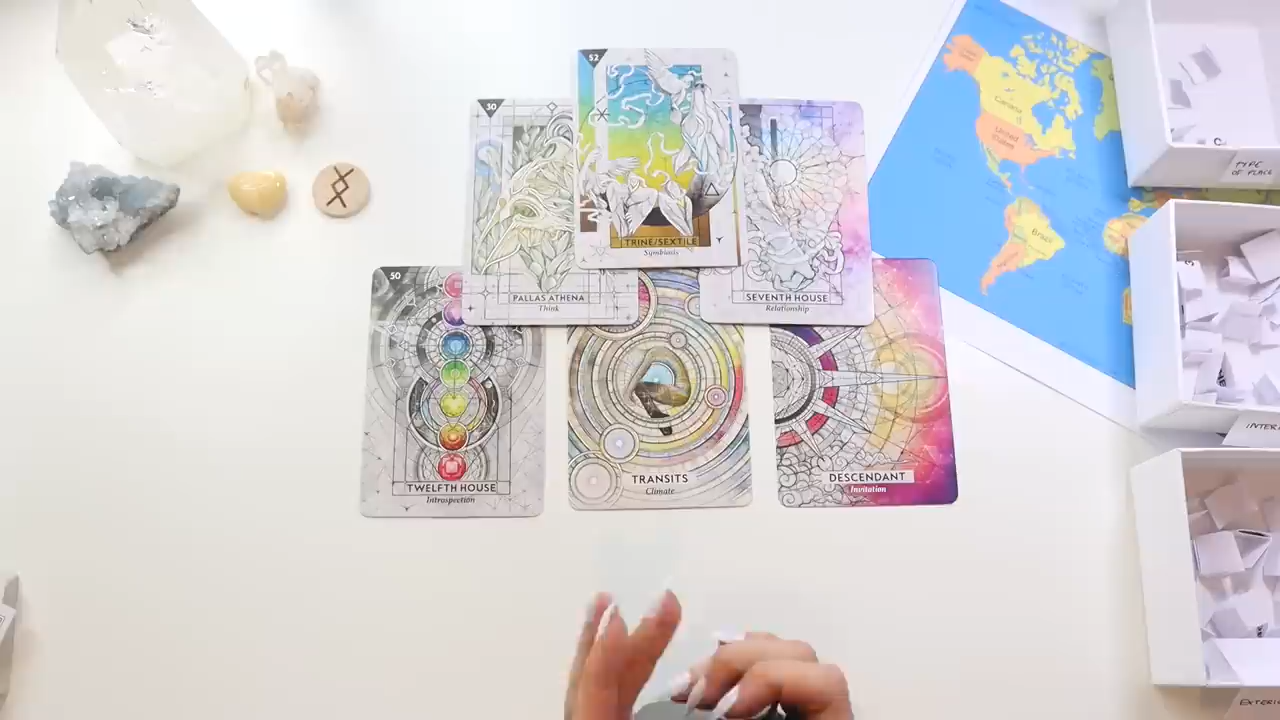 52
TRINE/SEXTILE
Symbiosis
30
PALLAS ATHENA
Think
SEVENTH HOUSE
Relationship
50
TWELFTH HOUSE
Introspection
TRANSITS
Climate
DESCENDANT
Invitation
Canada
United
States
Brazil
TYPE
OF PLACE